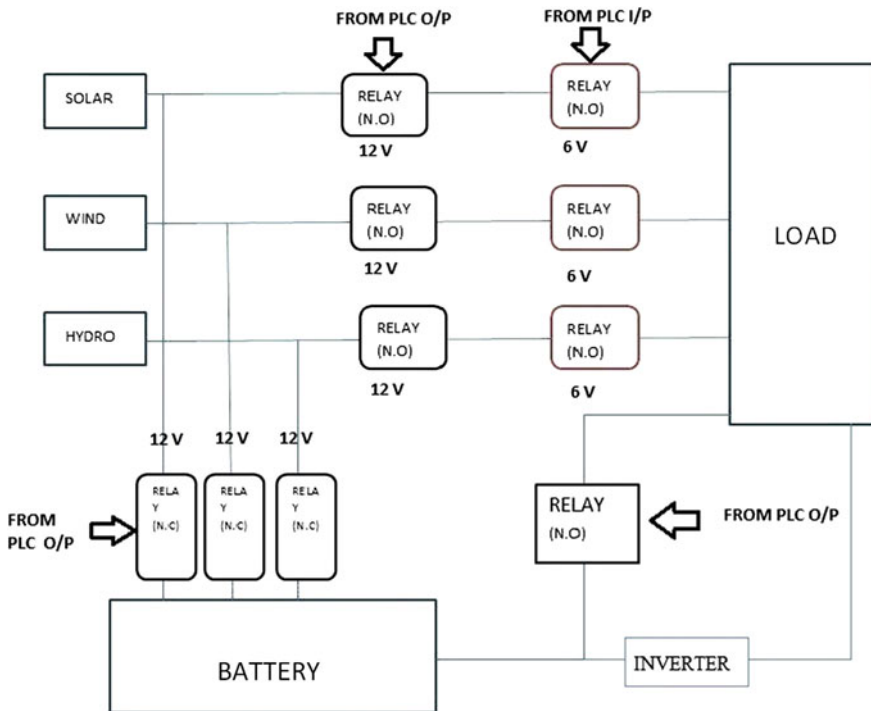 FROM PLC O/P
FROM PLC I/P
SOLAR
RELAY
(N.O)
RELAY
(N.O)
12 V
6 V
WIND
RELAY
(N.O)
RELAY
(N.O)
LOAD
12 V
6 V
HYDRO
RELAY
(N.O)
RELAY
(N.O)
12 V
6 V
12 V
12 V
12 V
RELA
Y
(N.C)
RELA
Y
(N.C)
RELA
Y
(N.C)
FROM
PLC O/P
RELAY
(N.O)
FROM PLC O/P
BATTERY
INVERTER